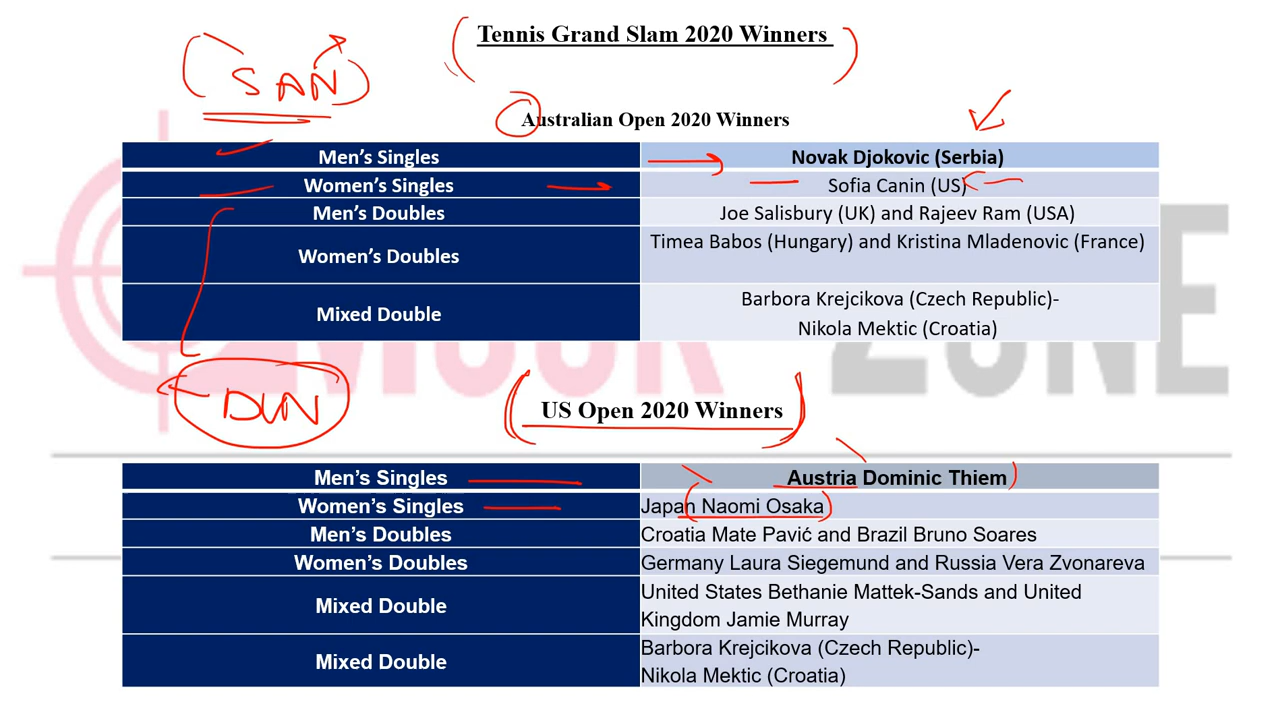 Tennis Grand Slam 2020 Winners
SAN
Australian Open 2020 Winners
Men's Singles Novak Djokovic (Serbia)
Women's Singles Sofia Canin (US)
Men's Doubles Joe Salisbury (UK) and Rajeev Ram (USA)
Women's Doubles Timea Babos (Hungary) and Kristina Mladenovic (France)
Mixed Double Barbora Krejcikova (Czech Republic)-
Nikola Mektic (Croatia)
ZONE
US Open 2020 Winners
Men's Singles Austria Dominic Thiem
Women's Singles Japan Naomi Osaka
Men's Doubles Croatia Mate Pavić and Brazil Bruno Soares
Women's Doubles Germany Laura Siegemund and Russia Vera Zvonareva
Mixed Double United States Bethanie Mattek-Sands and United
Kingdom Jamie Murray
Mixed Double Barbora Krejcikova (Czech Republic)-
Nikola Mektic (Croatia)